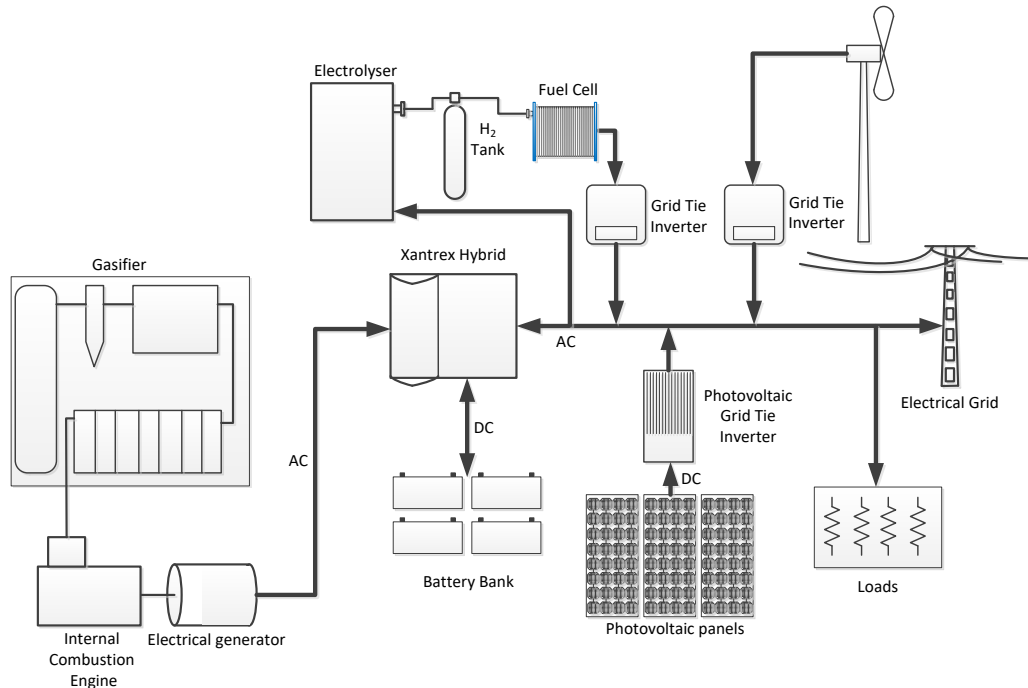 Electrolyser
Fuel Cell
H2
Tank
Grid Tie
Inverter
Grid Tie
Inverter
Gasifier
Xantrex Hybrid
AC
Electrical Grid
Photovoltaic
Grid Tie
Inverter
DC
AC
DC
Battery Bank
Loads
Photovoltaic panels
Internal
Combustion
Engine
Electrical generator